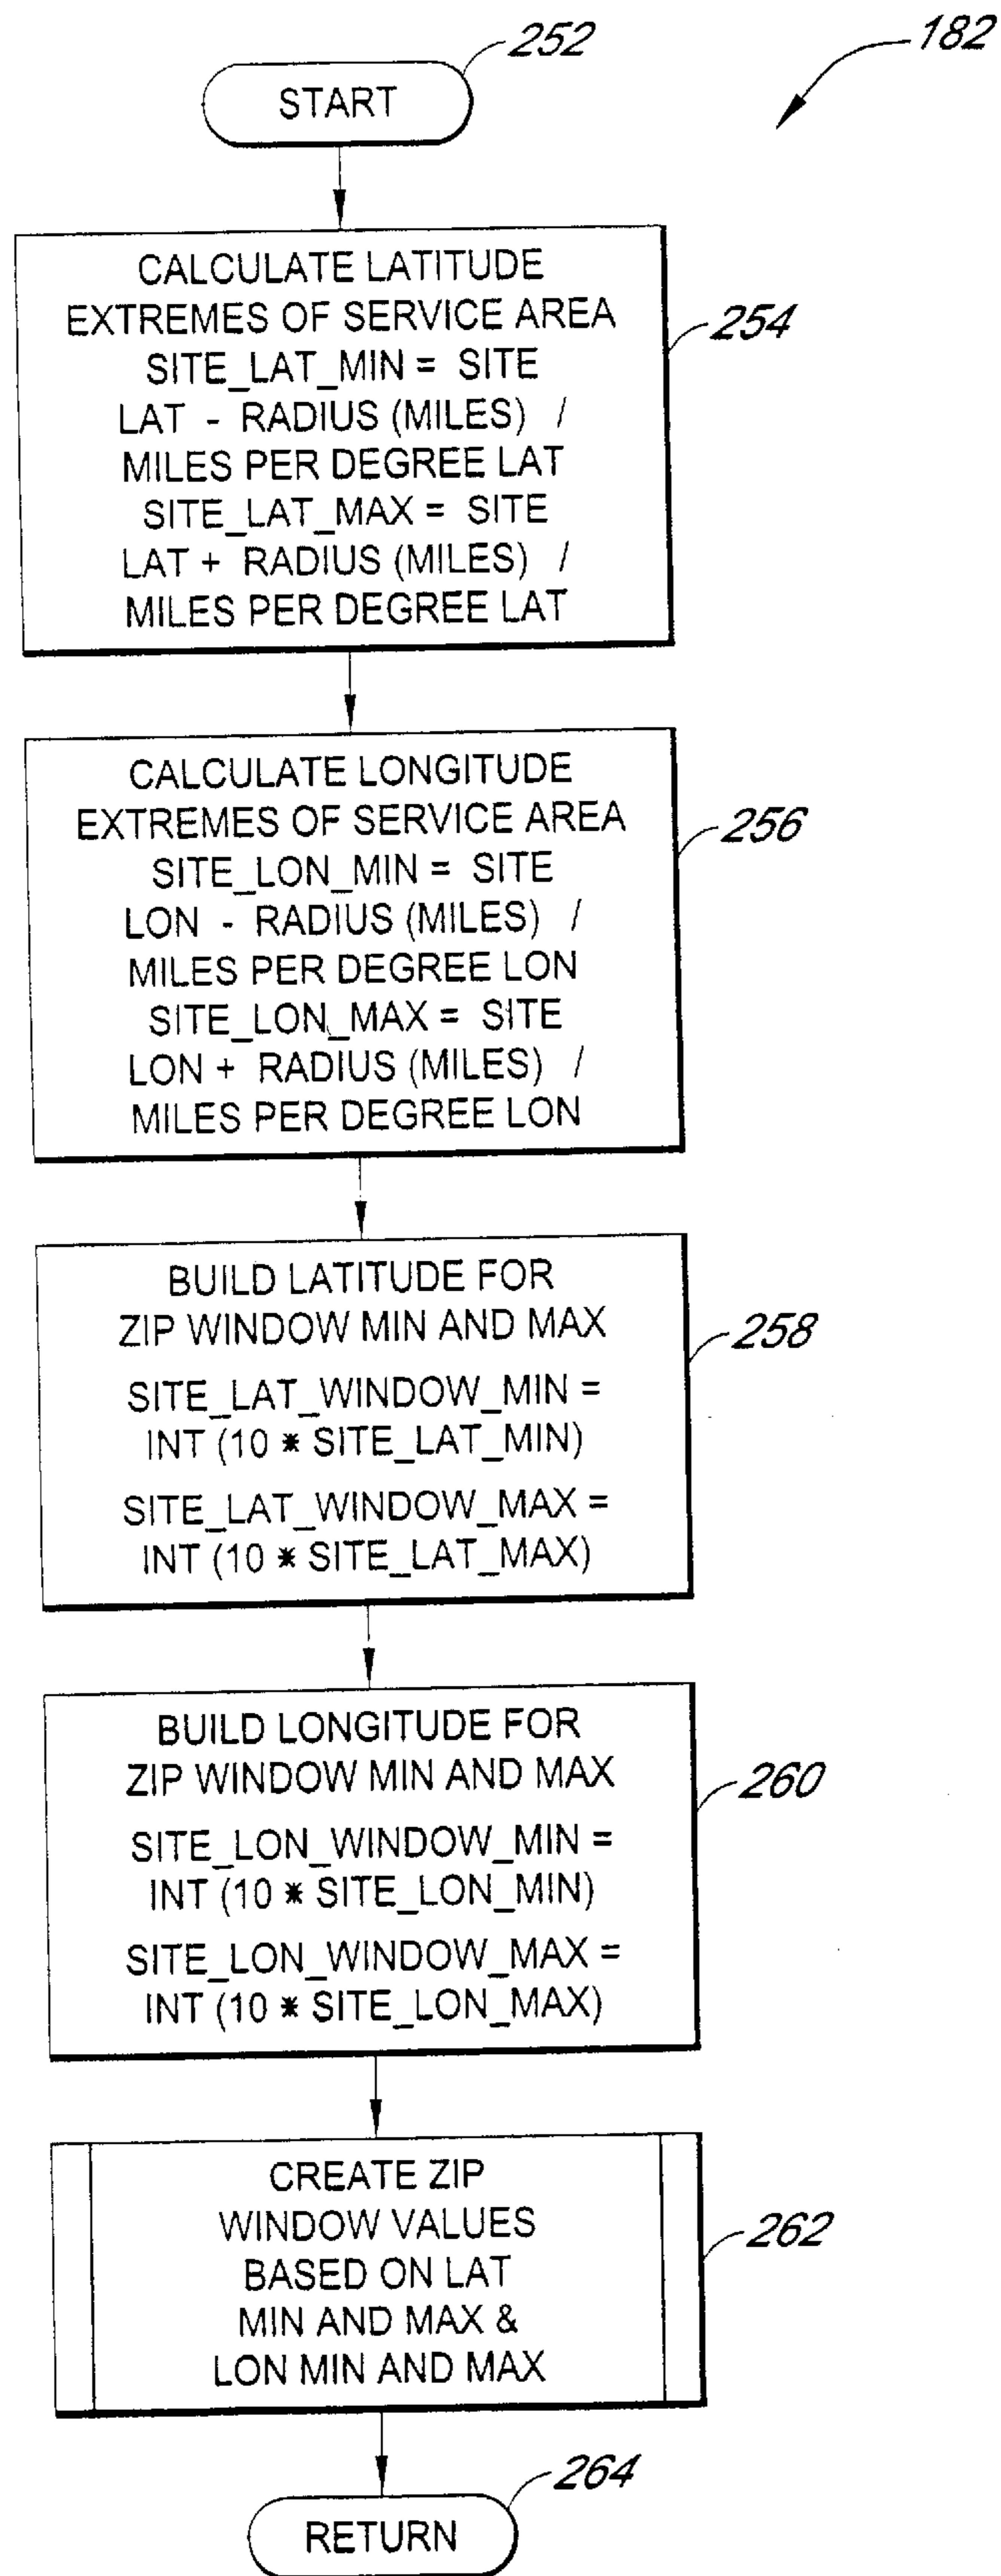 252
182
START
CALCULATE LATITUDE
EXTREMES OF SERVICE AREA
SITE_LAT_MIN = SITE
LAT - RADIUS (MILES) /
MILES PER DEGREE LAT
SITE_LAT_MAX = SITE
LAT + RADIUS (MILES) /
MILES PER DEGREE LAT
254
CALCULATE LONGITUDE
EXTREMES OF SERVICE AREA
SITE_LON_MIN = SITE
LON - RADIUS (MILES) /
MILES PER DEGREE LON
SITE_LON_MAX = SITE
LON + RADIUS (MILES) /
MILES PER DEGREE LON
256
BUILD LATITUDE FOR
ZIP WINDOW MIN AND MAX
SITE_LAT_WINDOW_MIN =
INT (10 * SITE_LAT_MIN)
SITE_LAT_WINDOW_MAX =
INT (10 * SITE_LAT_MAX)
258
BUILD LONGITUDE FOR
ZIP WINDOW MIN AND MAX
SITE_LON_WINDOW_MIN =
INT (10 * SITE_LON_MIN)
SITE_LON_WINDOW_MAX =
INT (10 * SITE_LON_MAX)
260
CREATE ZIP
WINDOW VALUES
BASED ON LAT
MIN AND MAX &
LON MIN AND MAX
262
264
RETURN